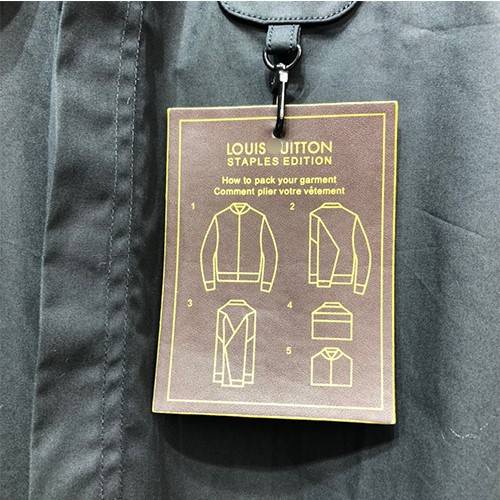 LOUIS UITTON
STAPLES EDITION
How to pack your garment
Comment plier votre vêtement
1
2
3
4
5